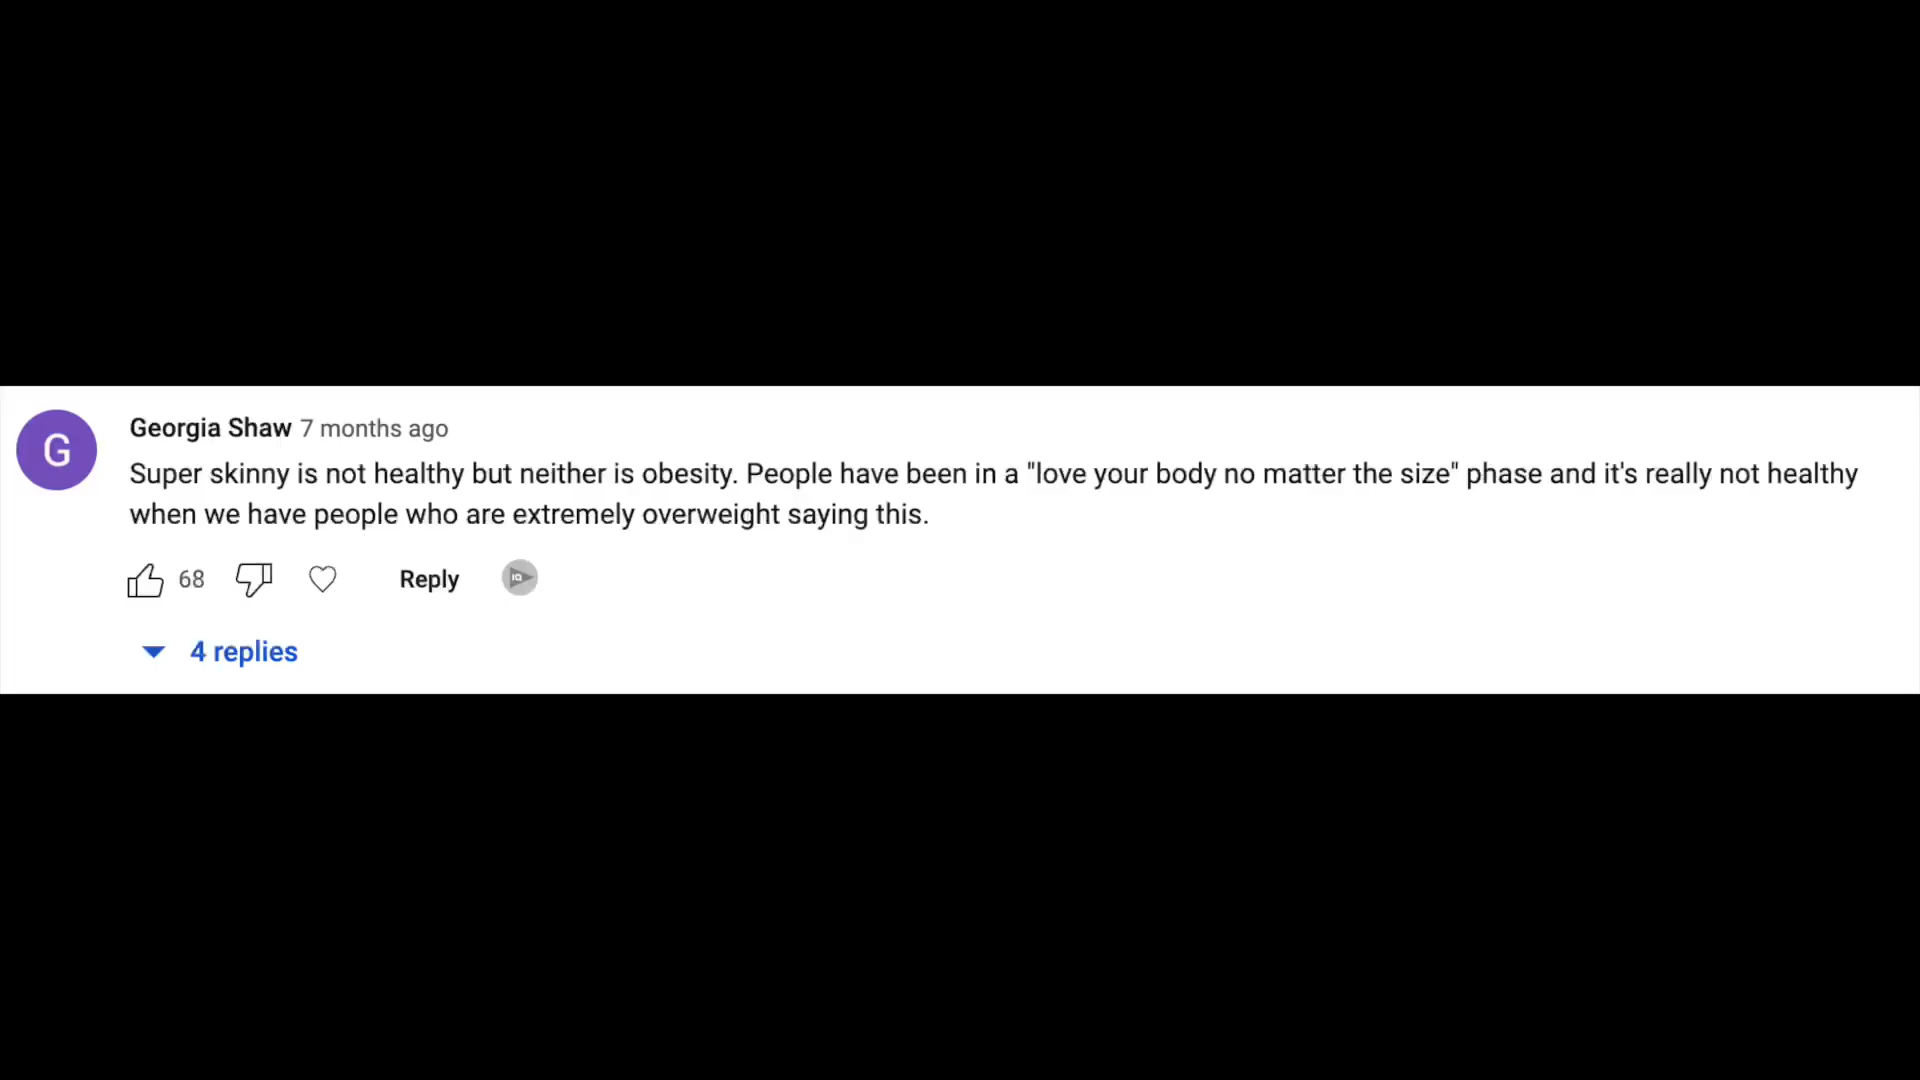 G
Georgia Shaw 7 months ago
Super skinny is not healthy but neither is obesity. People have been in a "love your body no matter the size" phase and it's really not healthy
when we have people who are extremely overweight saying this.
68 Reply IQ
4 replies